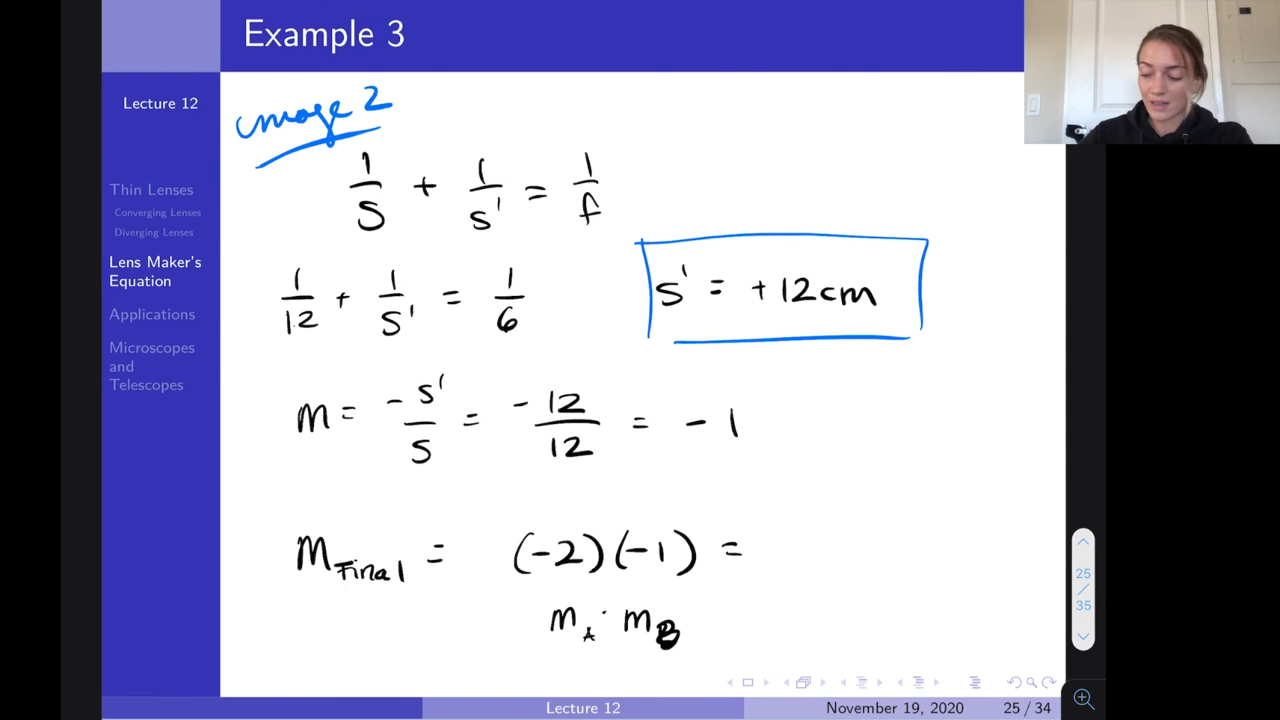 Example 3
Lecture 12
Thin Lenses
Converging Lenses
Diverging Lenses
Lens Maker's
Equation
Applications
Microscopes
and
Telescopes
image 2
1/s + 1/s' = 1/f
1/12 + 1/s' = 1/6
s' = +12cm
m = -s'/s = -12/12 = -1
m_Final = (-2)(-1) =
m_A · m_B
25
/
35
Lecture 12
November 19, 2020
25 / 34